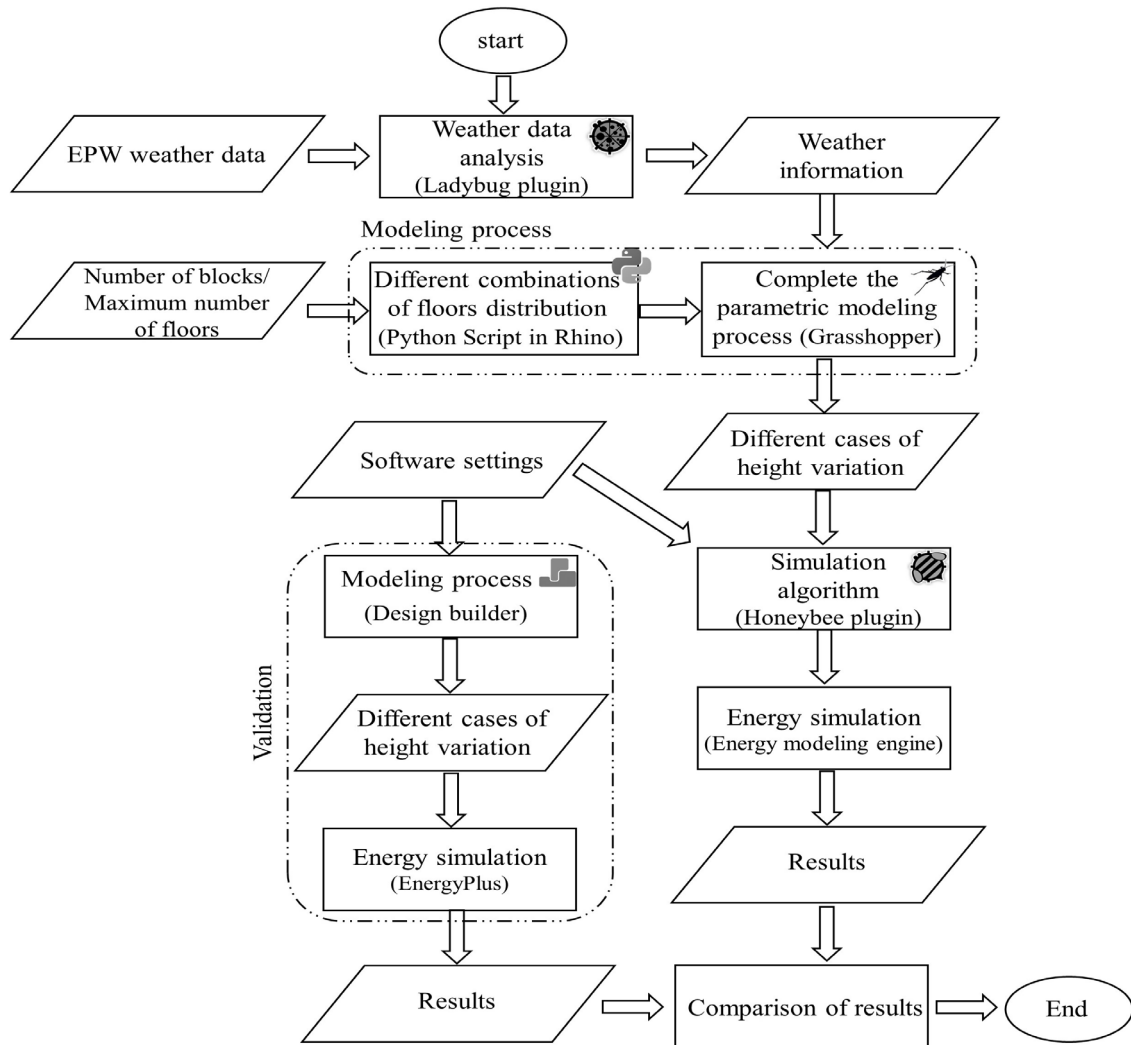 start
EPW weather data
Weather data
analysis
(Ladybug plugin)
Weather
information
Modeling process
Number of blocks/
Maximum number
of floors
Different combinations
of floors distribution
(Python Script in Rhino)
Complete the
parametric modeling
process (Grasshopper)
Software settings
Different cases of
height variation
Modeling process
(Design builder)
Simulation
algorithm
(Honeybee plugin)
Validation
Different cases of
height variation
Energy simulation
(Energy modeling engine)
Energy simulation
(EnergyPlus)
Results
Results
Comparison of results
End